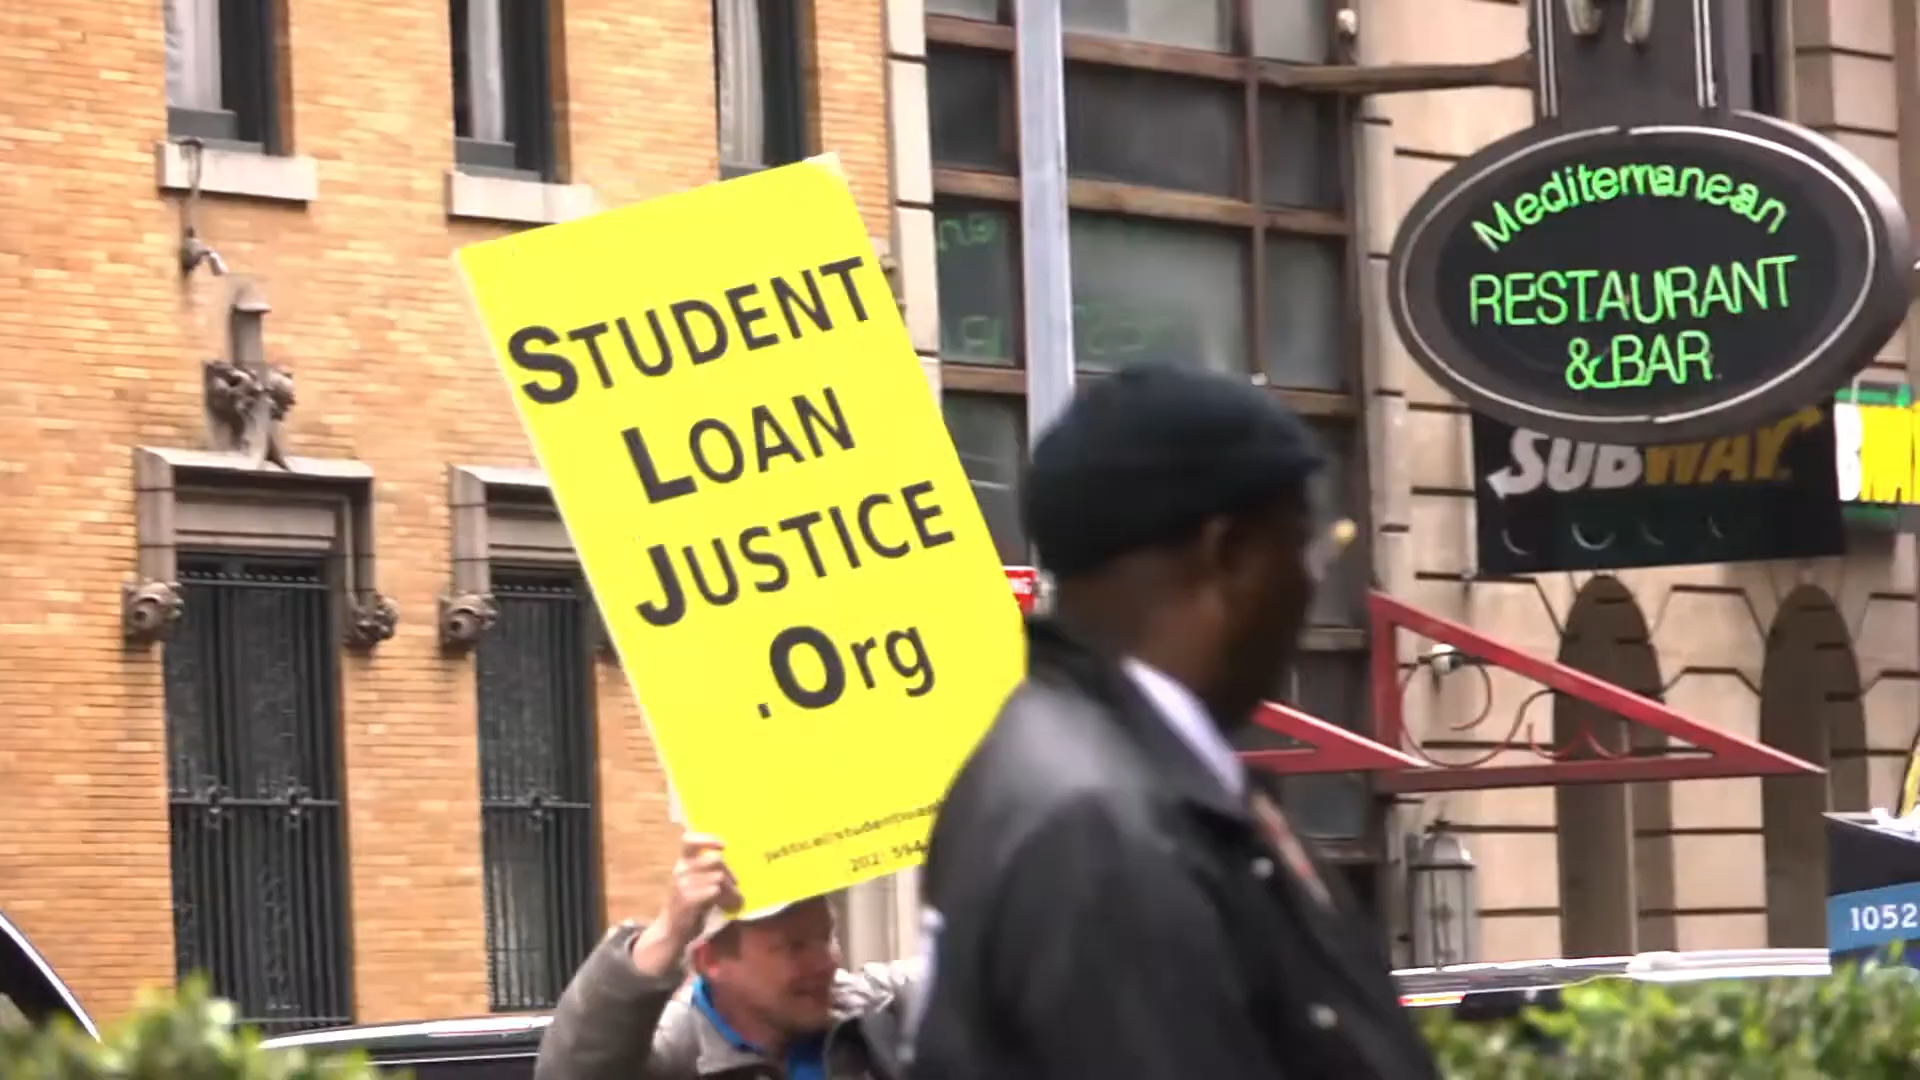 STUDENT
LOAN
JUSTICE
.Org
Mediterranean
RESTAURANT
& BAR
SUBWAY
1052